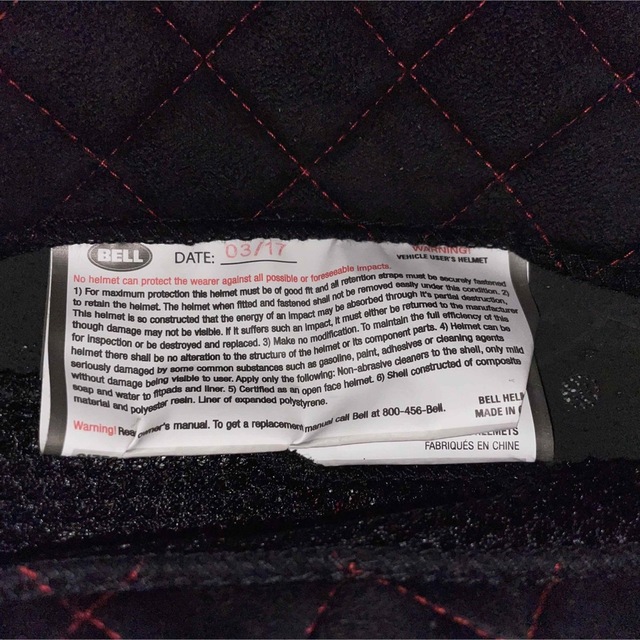 BELL
DATE: 03/17
WARNING!
VEHICLE USER'S HELMET
No helmet can protect the wearer against all possible or foreseeable impacts.
1) For maximum protection this helmet must be of good fit and all retention straps must be securely fastened
to retain the helmet. The helmet when fitted and fastened shall not be removed easily under this condition. 2)
This helmet is so constructed that the energy of an impact may be absorbed through it's partial destruction,
though damage may not be visible. If it suffers such an impact, it must either be returned to the manufacturer
for inspection or be destroyed and replaced. 3) Make no modification. To maintain the full efficiency of this
helmet there shall be no alteration to the structure of the helmet or its component parts. 4) Helmet can be
seriously damaged by some common substances such as gasoline, paint, adhesives or cleaning agents
without damage being visible to user. Apply only the following: Non-abrasive cleaners to the shell, only mild
soap and water to fitpads and liner. 5) Certified as an open face helmet. 6) Shell constructed of composite
material and polyester resin. Liner of expanded polystyrene.
Warning! Rea owner's manual. To get a replacement manual call Bell at 800-456-Bell.
BELL HEL
MADE IN
HELMETS
FABRIQUÉS EN CHINE